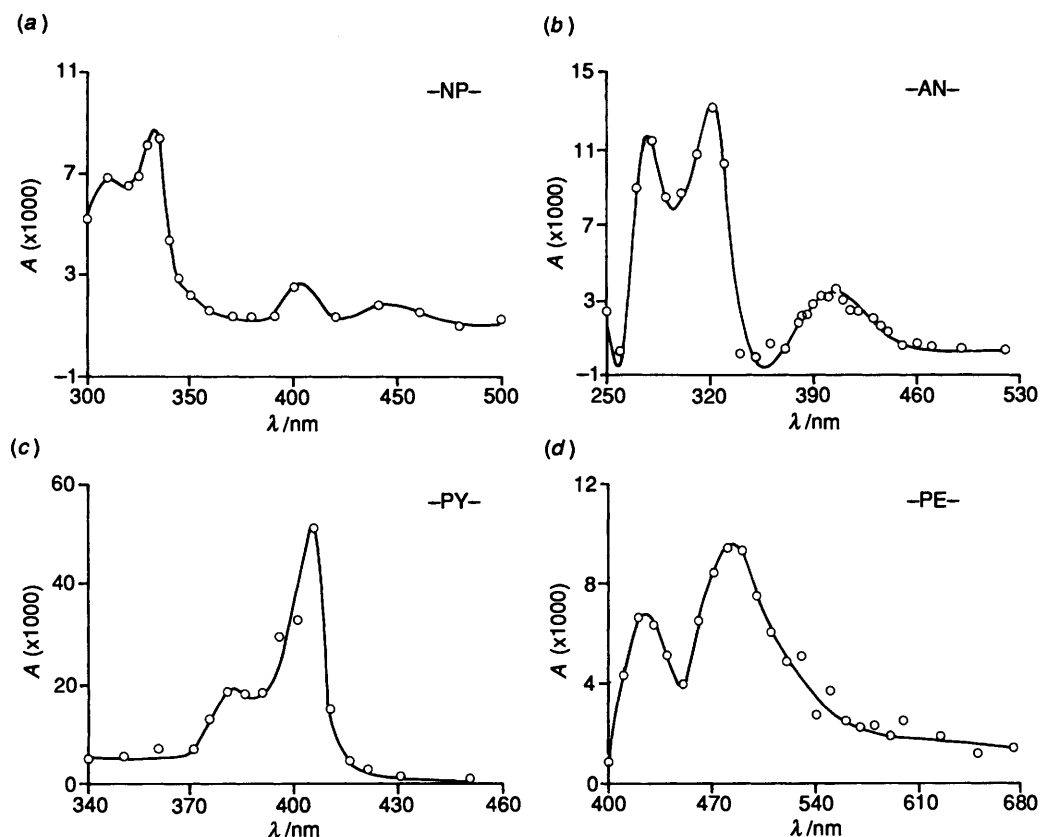 (a)
–NP–
11
7
3
–1
A (x1000)
300 350 400 450 500
λ/nm
(b)
–AN–
15
11
7
3
–1
A (x1000)
250 320 390 460 530
λ/nm
(c)
–PY–
60
40
20
0
A (x1000)
340 370 400 430 460
λ/nm
(d)
–PE–
12
8
4
0
A (x1000)
400 470 540 610 680
λ/nm